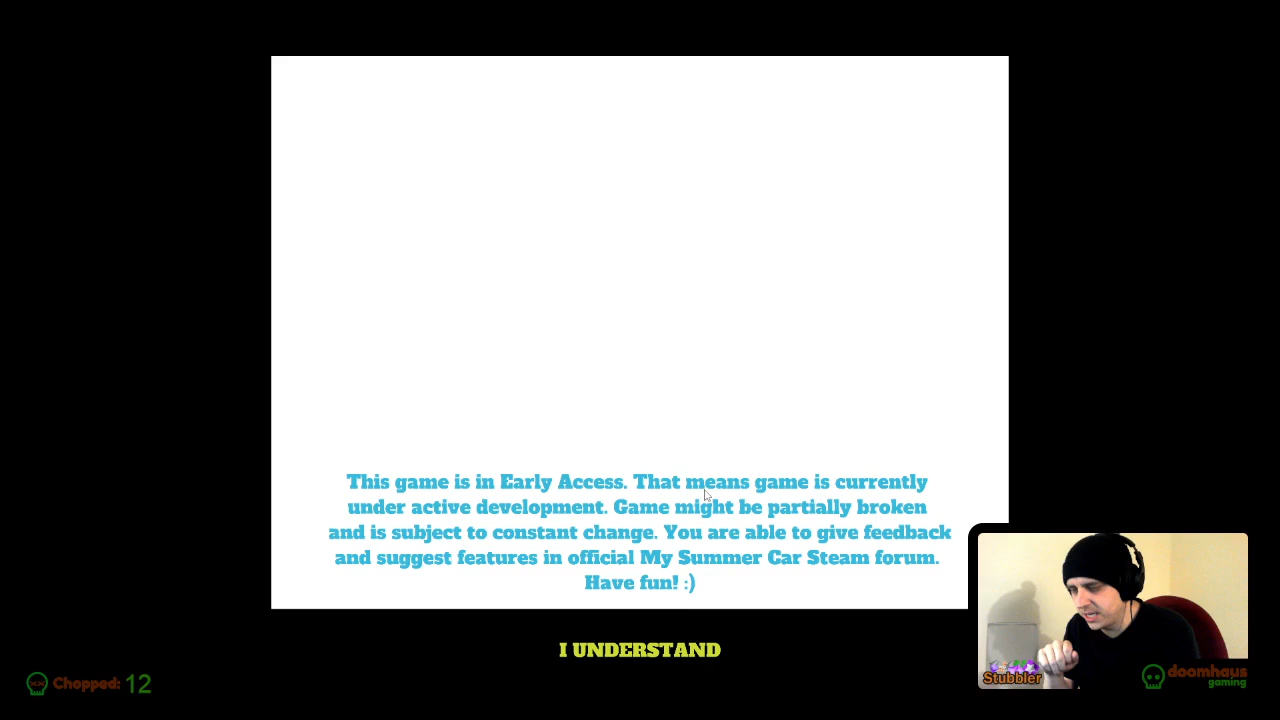 This game is in Early Access. That means game is currently
under active development. Game might be partially broken
and is subject to constant change. You are able to give feedback
and suggest features in official My Summer Car Steam forum.
Have fun! :)
I UNDERSTAND
Chopped: 12
Stubbler
doomhaus
gaming